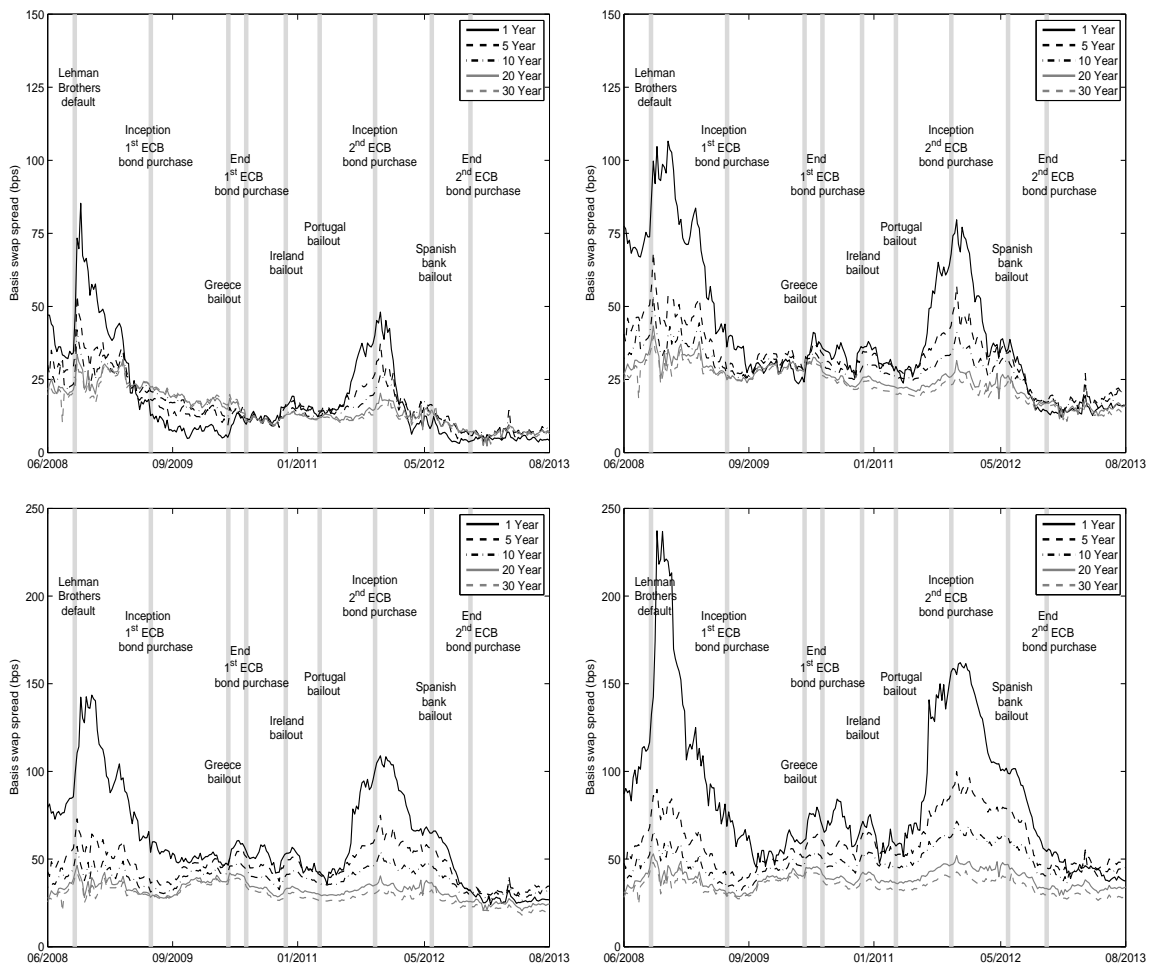 150
125
100
75
50
25
0
Basis swap spread (bps)
06/2008
09/2009
01/2011
05/2012
08/2013
1 Year
5 Year
10 Year
20 Year
30 Year
Lehman
Brothers
default
Inception
1st ECB
bond purchase
End
1st ECB
bond purchase
Greece
bailout
Ireland
bailout
Portugal
bailout
Inception
2nd ECB
bond purchase
Spanish
bank
bailout
End
2nd ECB
bond purchase
150
125
100
75
50
25
0
Basis swap spread (bps)
06/2008
09/2009
01/2011
05/2012
08/2013
1 Year
5 Year
10 Year
20 Year
30 Year
Lehman
Brothers
default
Inception
1st ECB
bond purchase
End
1st ECB
bond purchase
Greece
bailout
Ireland
bailout
Portugal
bailout
Inception
2nd ECB
bond purchase
Spanish
bank
bailout
End
2nd ECB
bond purchase
250
200
150
100
50
0
Basis swap spread (bps)
06/2008
09/2009
01/2011
05/2012
08/2013
1 Year
5 Year
10 Year
20 Year
30 Year
Lehman
Brothers
default
Inception
1st ECB
bond purchase
End
1st ECB
bond purchase
Greece
bailout
Ireland
bailout
Portugal
bailout
Inception
2nd ECB
bond purchase
Spanish
bank
bailout
End
2nd ECB
bond purchase
250
200
150
100
50
0
Basis swap spread (bps)
06/2008
09/2009
01/2011
05/2012
08/2013
1 Year
5 Year
10 Year
20 Year
30 Year
Lehman
Brothers
default
Inception
1st ECB
bond purchase
End
1st ECB
bond purchase
Greece
bailout
Ireland
bailout
Portugal
bailout
Inception
2nd ECB
bond purchase
Spanish
bank
bailout
End
2nd ECB
bond purchase